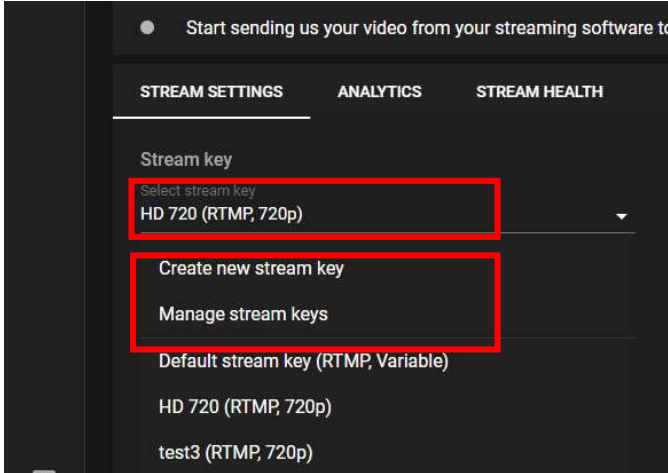 Start sending us your video from your streaming software to
STREAM SETTINGS ANALYTICS STREAM HEALTH
Stream key
Select stream key
HD 720 (RTMP, 720p)
Create new stream key
Manage stream keys
Default stream key (RTMP, Variable)
HD 720 (RTMP, 720p)
test3 (RTMP, 720p)